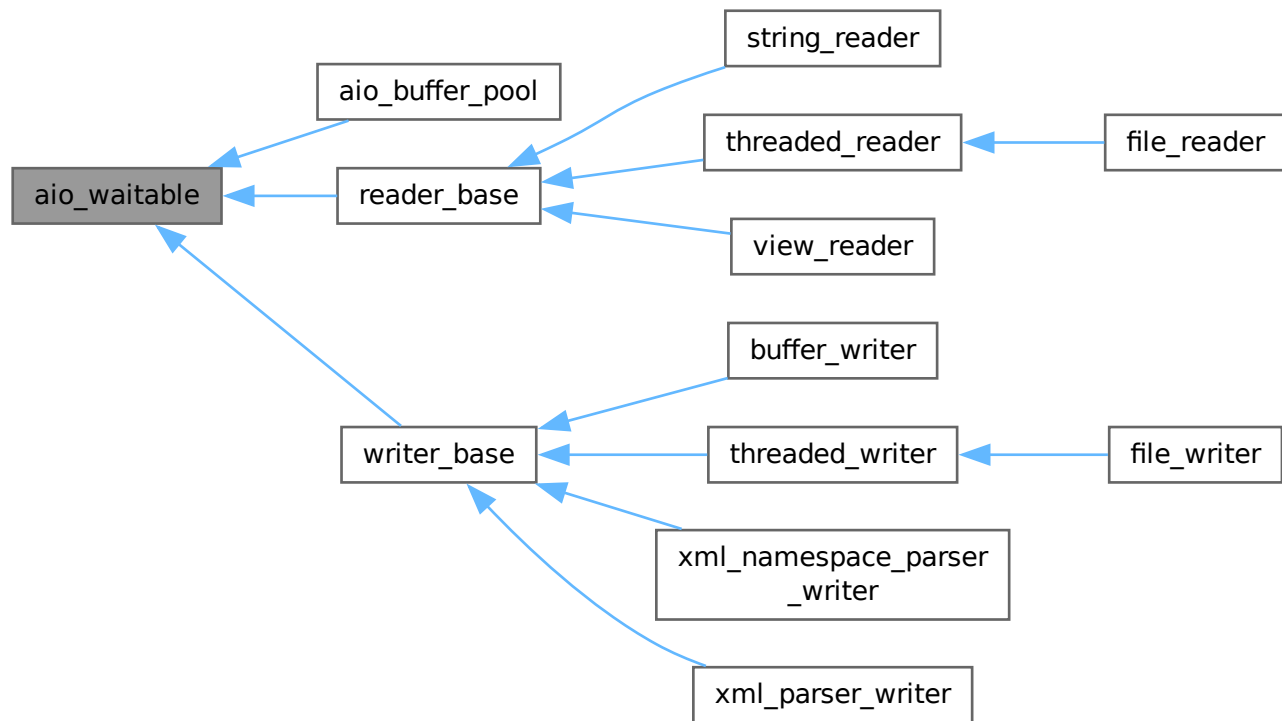 string_reader
aio_buffer_pool
threaded_reader
file_reader
aio_waitable
reader_base
view_reader
buffer_writer
writer_base
threaded_writer
file_writer
xml_namespace_parser
_writer
xml_parser_writer